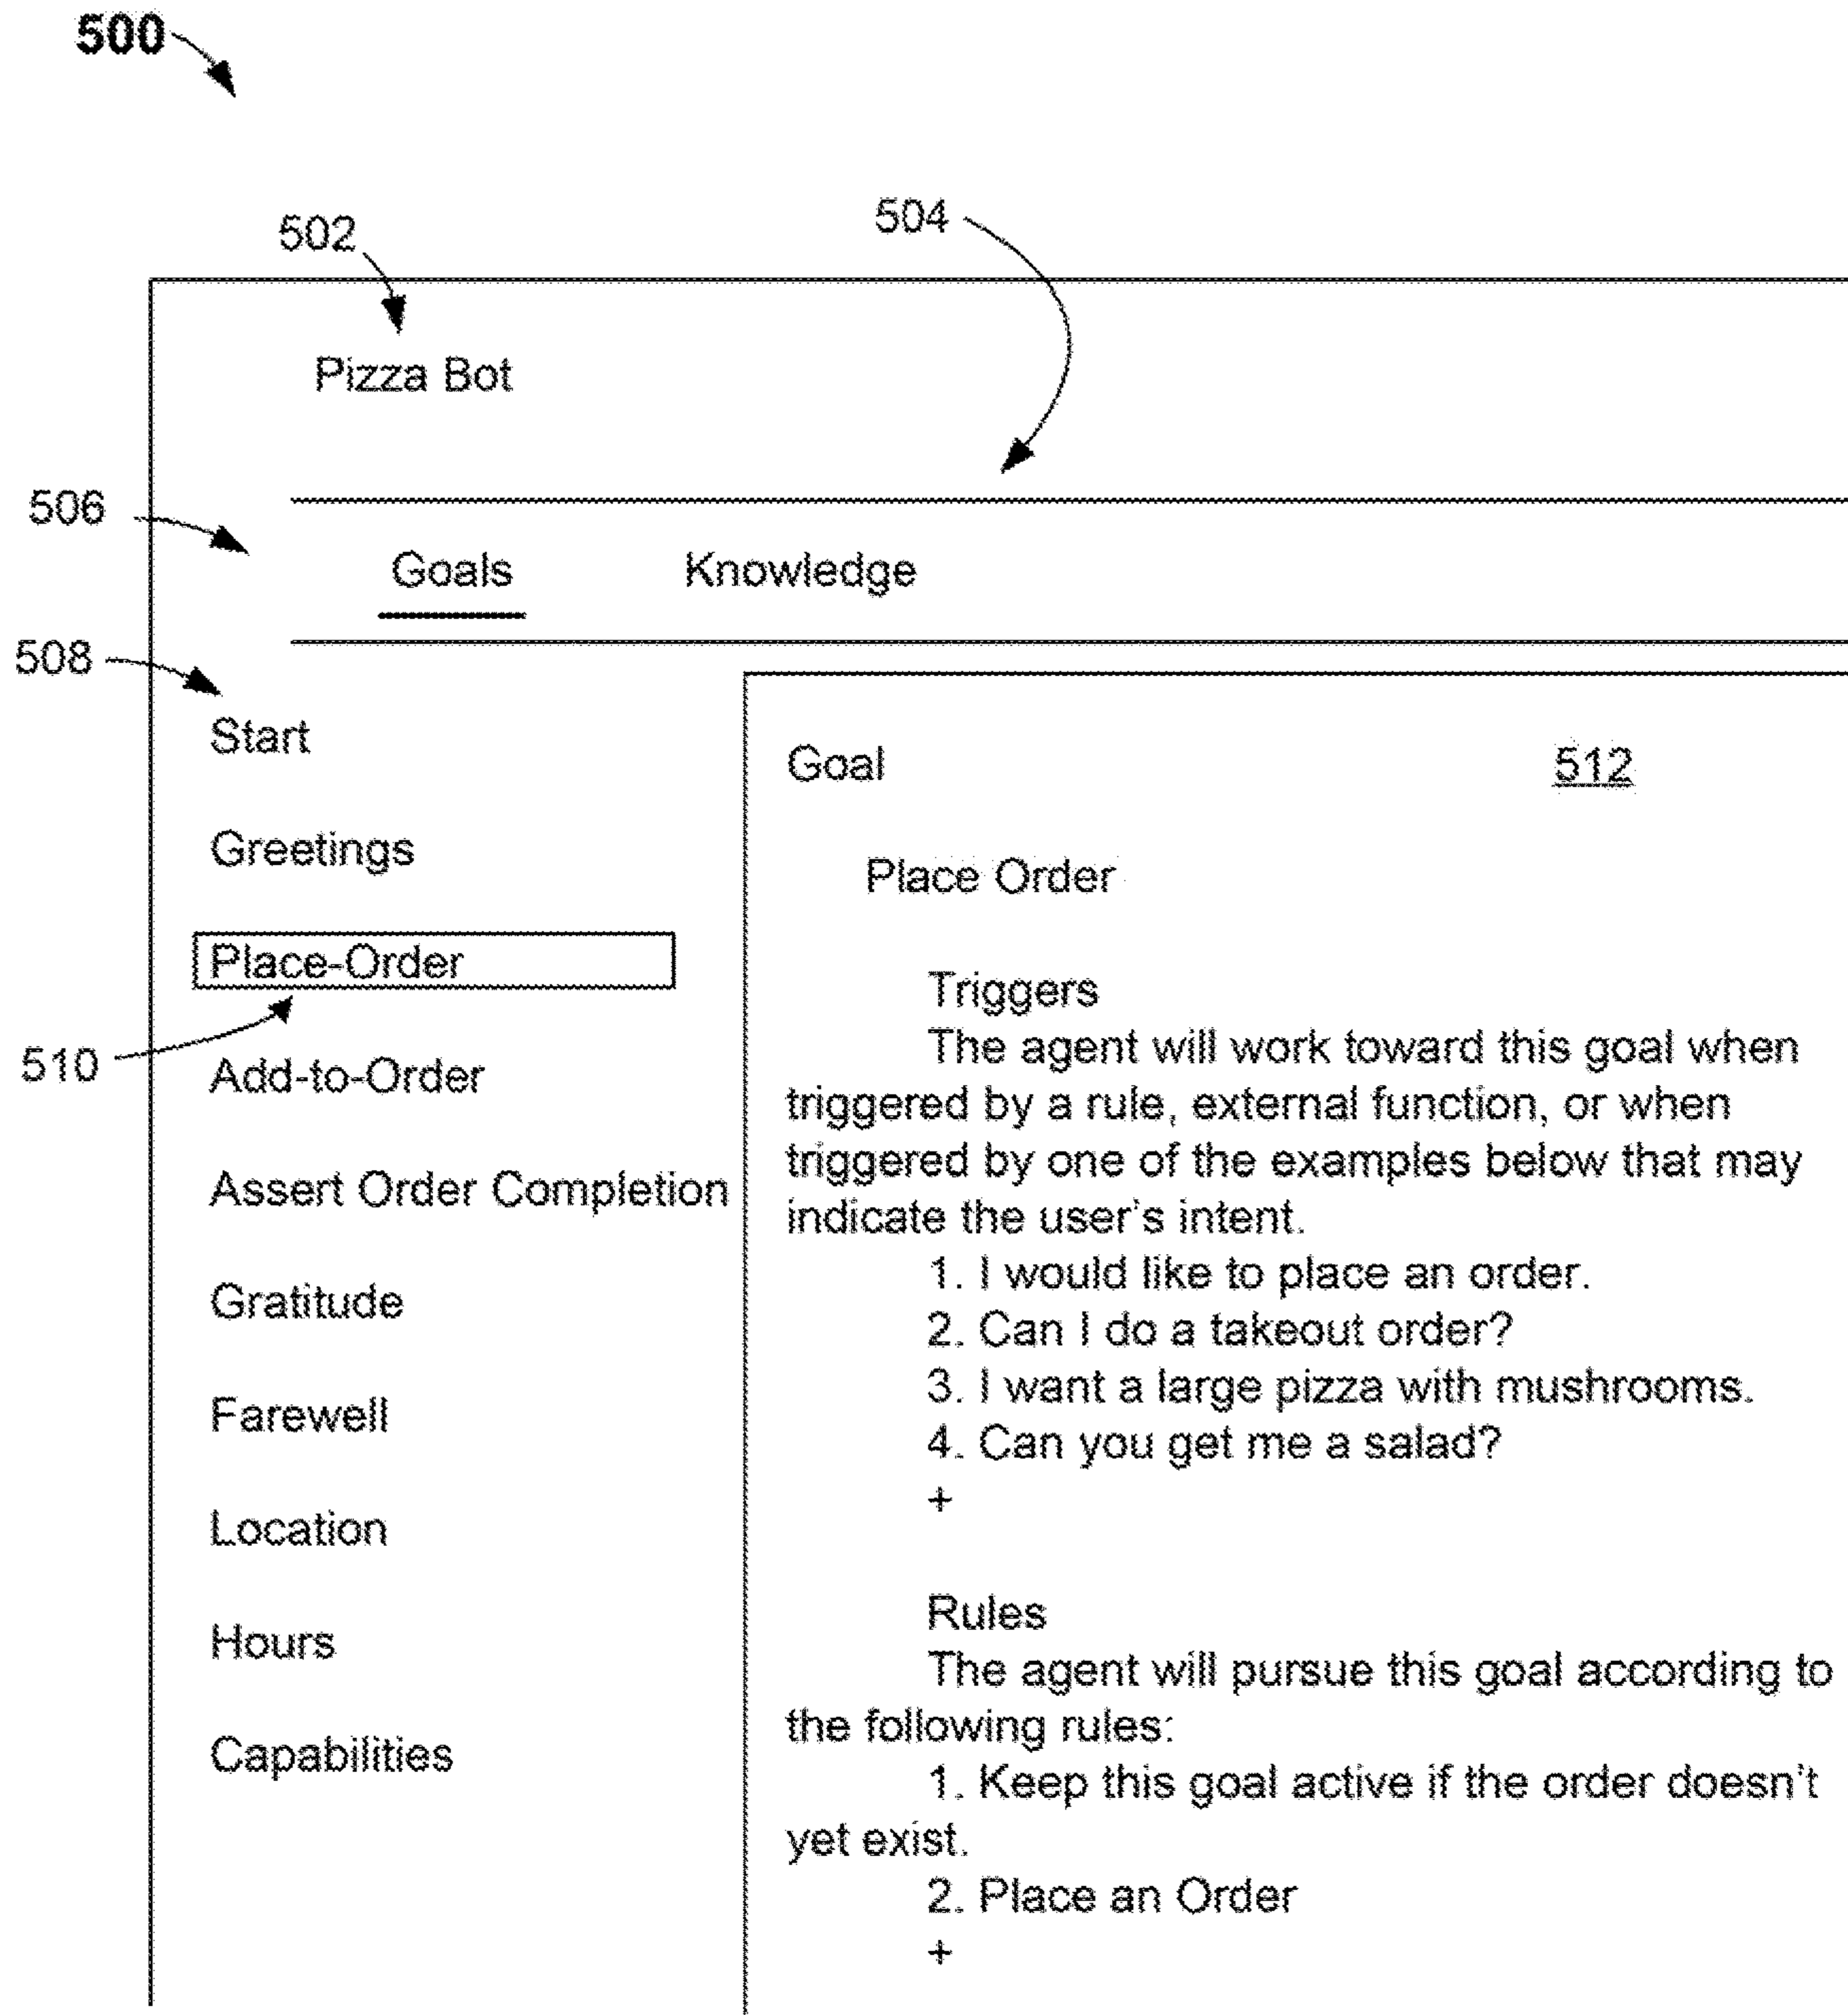 500
502
504
Pizza Bot
506
Goals Knowledge
508
Start
Greetings
Place-Order
510
Add-to-Order
Assert Order Completion
Gratitude
Farewell
Location
Hours
Capabilities
Goal 512
Place Order
Triggers
The agent will work toward this goal when
triggered by a rule, external function, or when
triggered by one of the examples below that may
indicate the user's intent.
1. I would like to place an order.
2. Can I do a takeout order?
3. I want a large pizza with mushrooms.
4. Can you get me a salad?
+
Rules
The agent will pursue this goal according to
the following rules:
1. Keep this goal active if the order doesn't
yet exist.
2. Place an Order
+